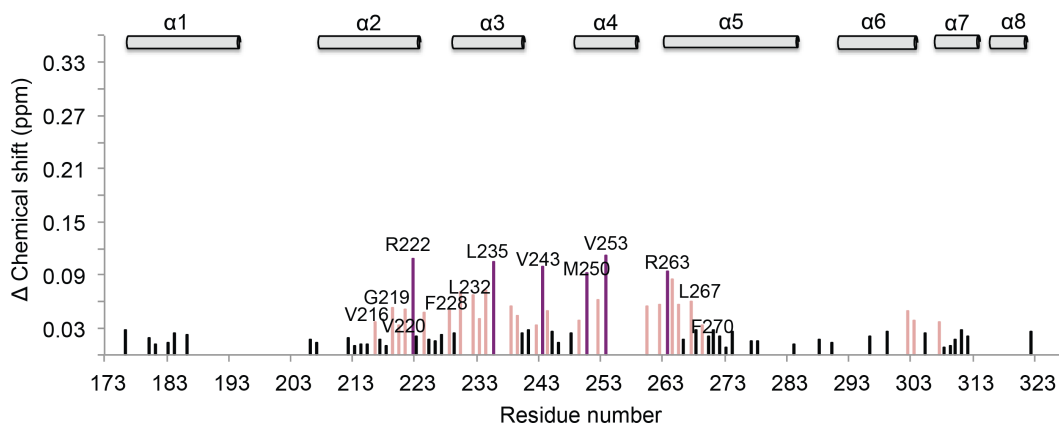 α1 α2 α3 α4 α5 α6 α7 α8
Δ Chemical shift (ppm)
0.33
0.27
0.21
0.15
0.09
0.03
R222
L235
V243
V253
M250
R263
L232
G219
F228
L267
V216
V220
F270
173 183 193 203 213 223 233 243 253 263 273 283 293 303 313 323
Residue number